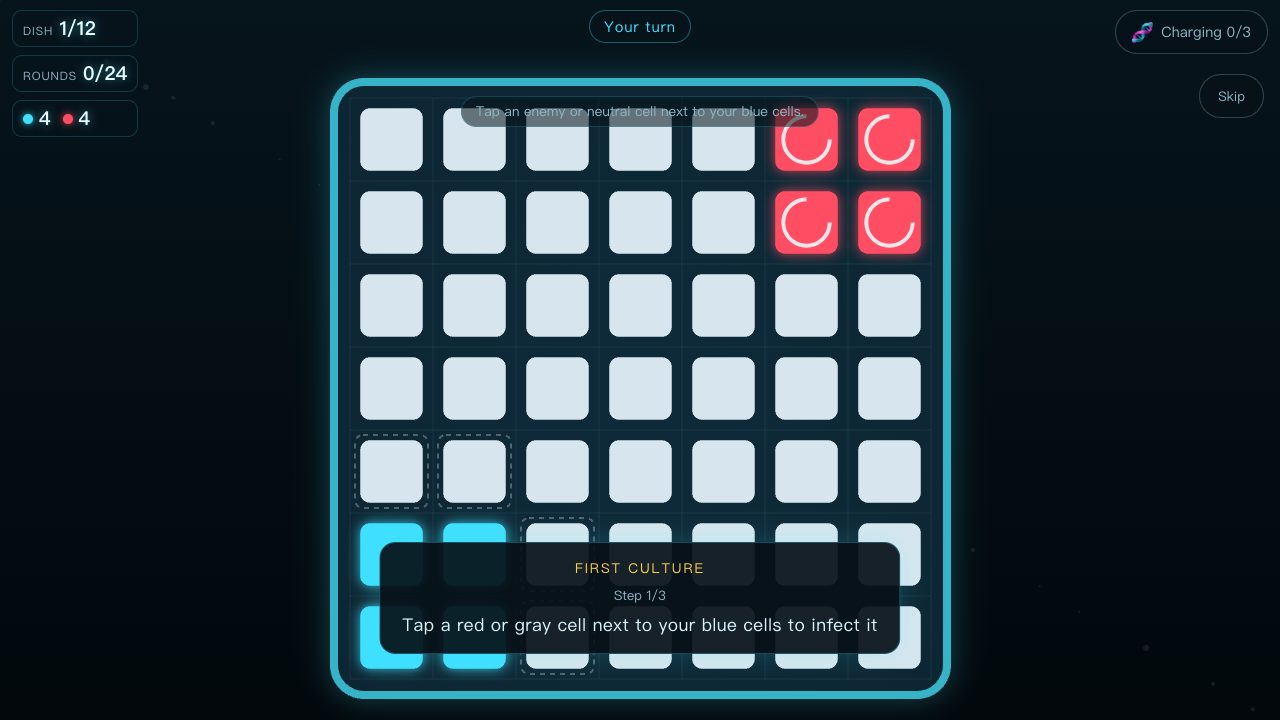 DISH 1/12
ROUNDS 0/24
4 4
Your turn
Charging 0/3
Skip
Tap an enemy or neutral cell next to your blue cells.
FIRST CULTURE
Step 1/3
Tap a red or gray cell next to your blue cells to infect it